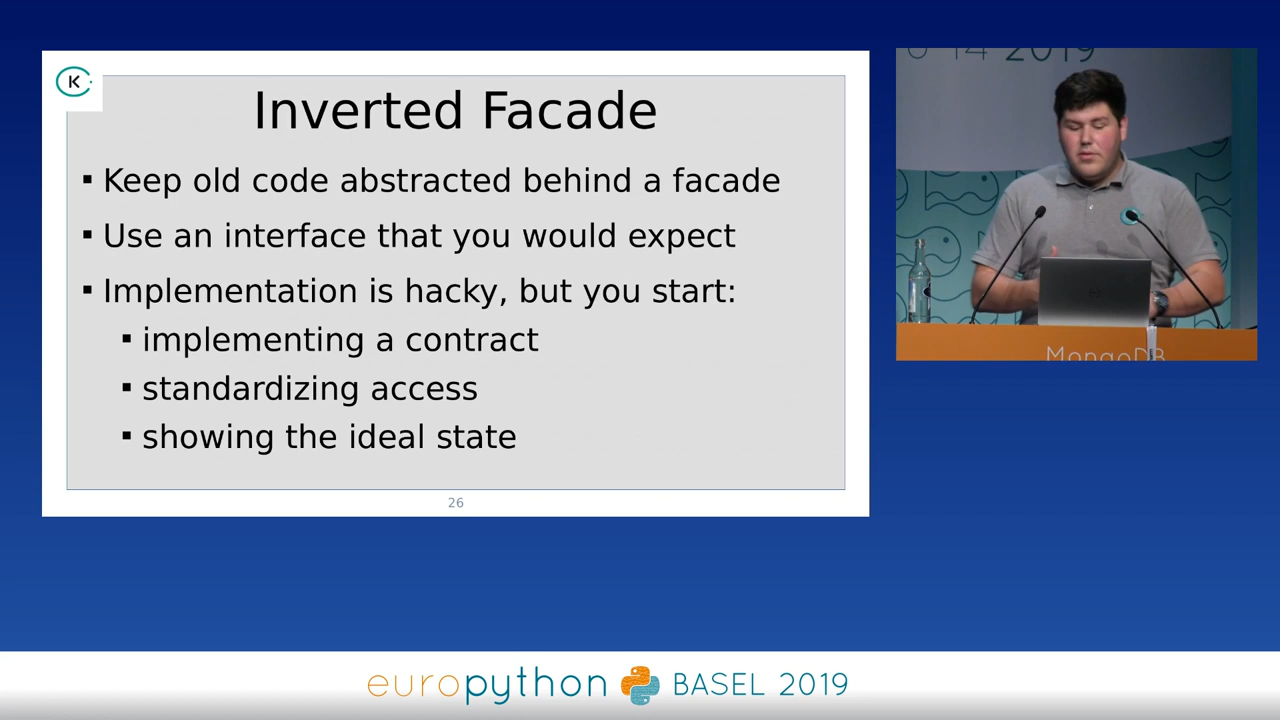 K
Inverted Facade
▪ Keep old code abstracted behind a facade
▪ Use an interface that you would expect
▪ Implementation is hacky, but you start:
▪ implementing a contract
▪ standardizing access
▪ showing the ideal state
26
2019
MongoDB
europython BASEL 2019